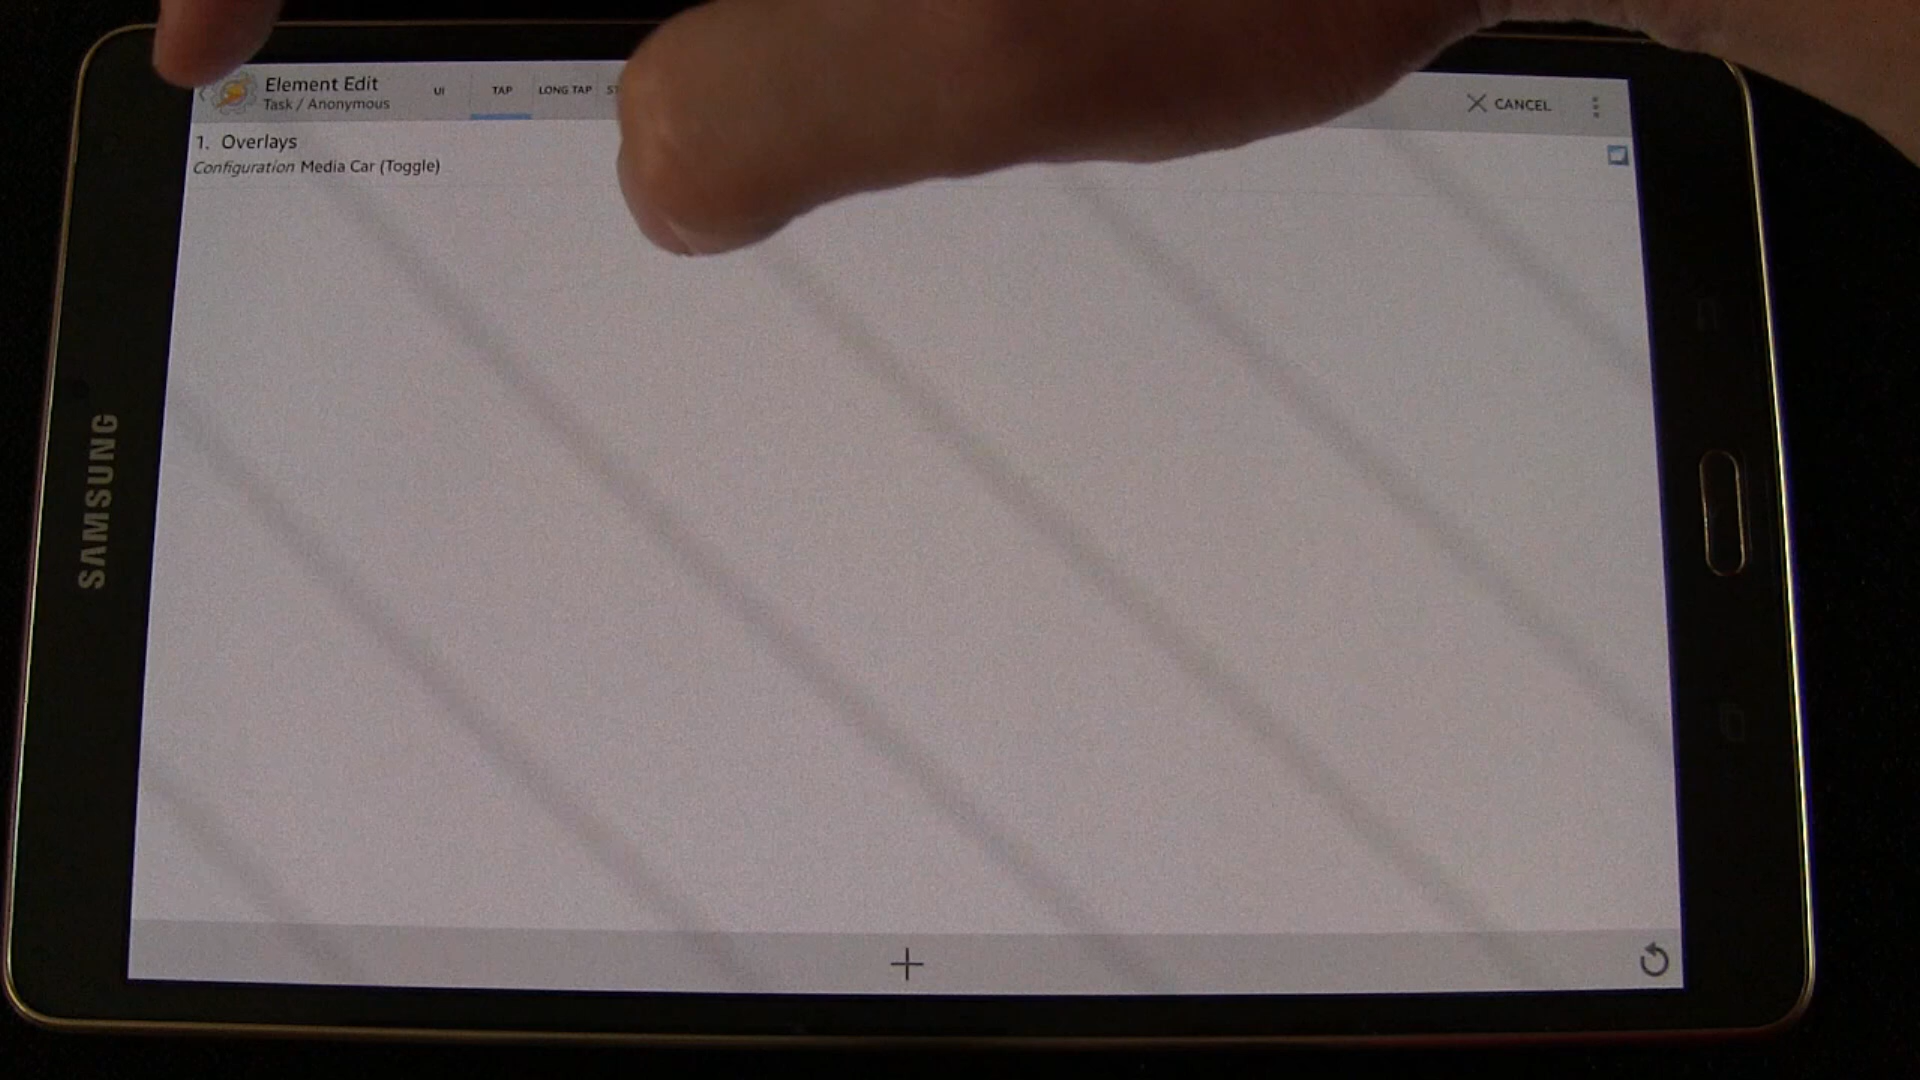 Element Edit
Task / Anonymous
UI
TAP
LONG TAP
CANCEL
1. Overlays
Configuration Media Car (Toggle)
SAMSUNG